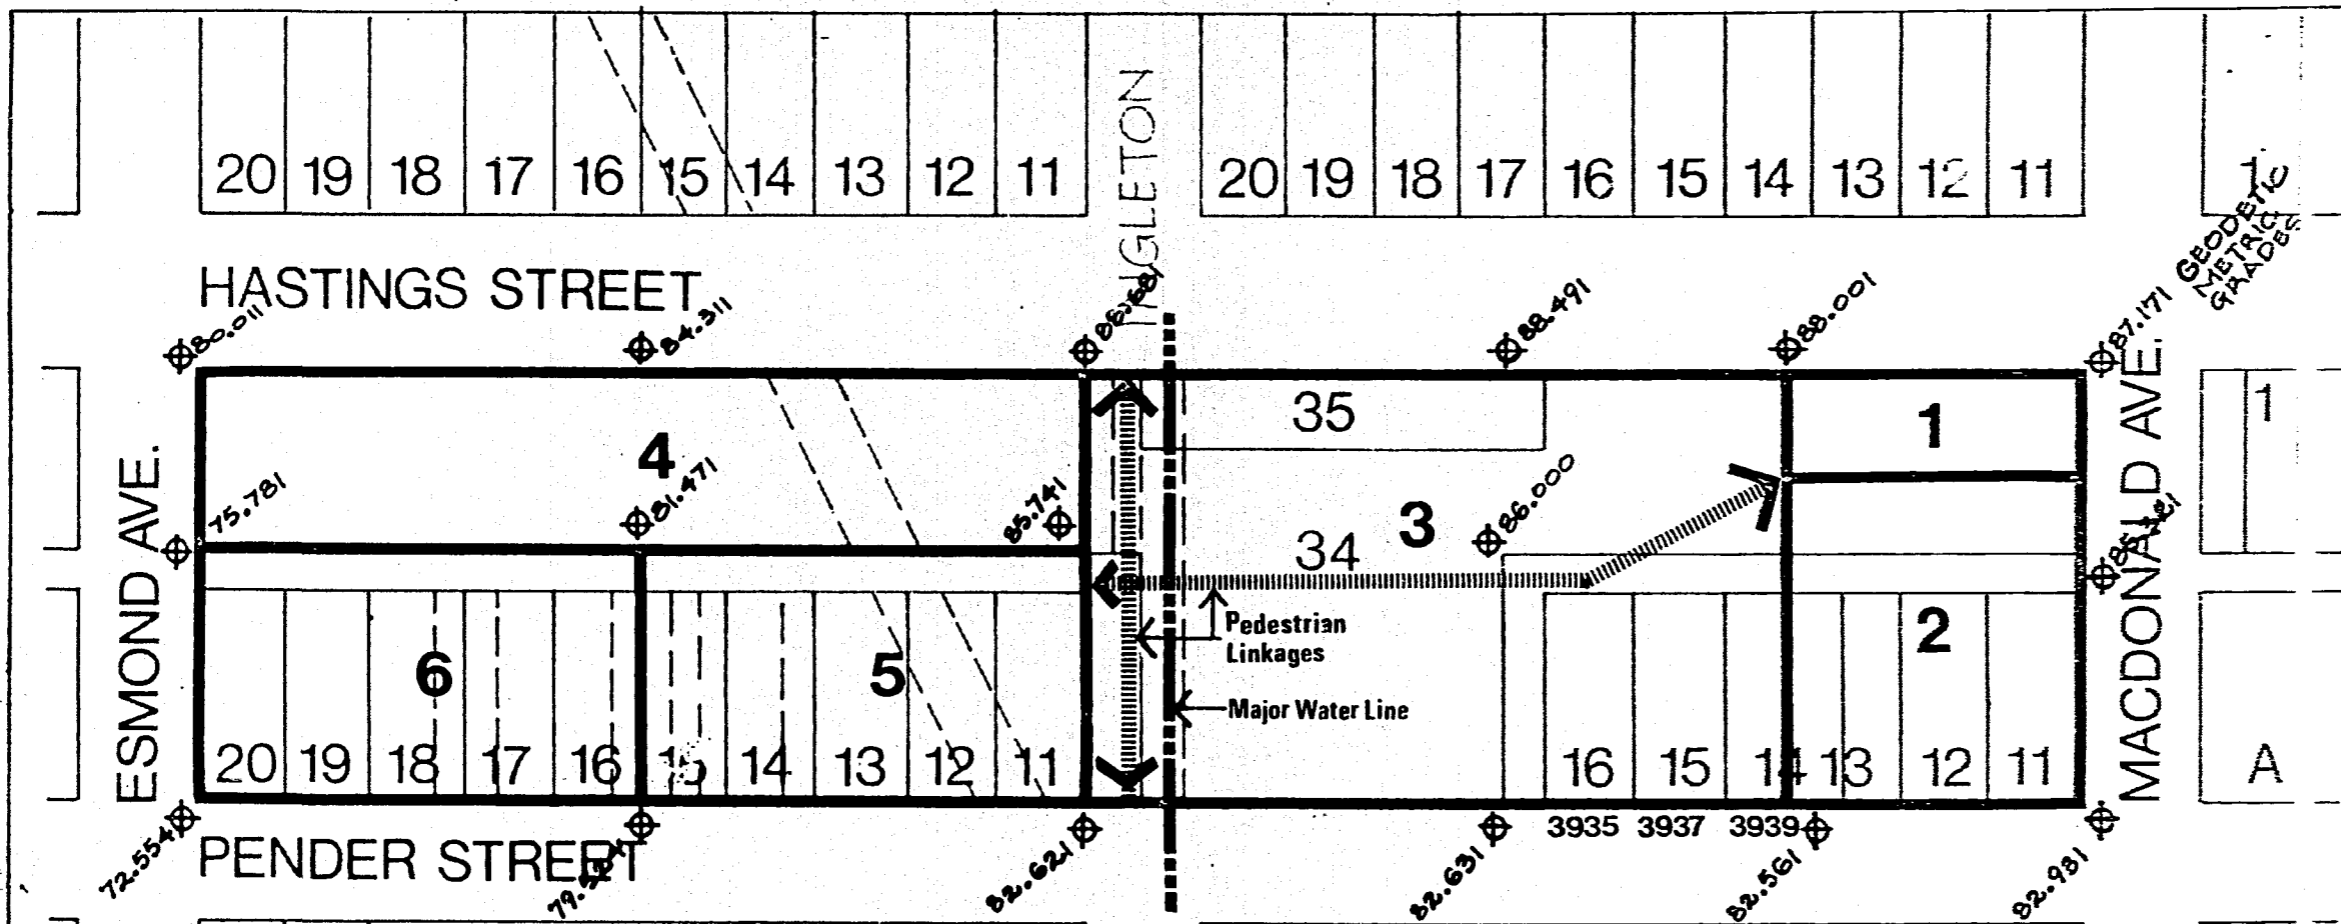 20 19 18 17 16 15 14 13 12 11
INGLETON
20 19 18 17 16 15 14 13 12 11
1
GEODETIC
METRIC
GRADES
HASTINGS STREET
80.011
84.311
88.491
88.001
87.171
ESMOND AVE.
MACDONALD AVE.
4
35
1
1
75.781
81.471
85.741
34
3
86.000
6
5
2
Pedestrian
Linkages
Major Water Line
20 19 18 17 16 15 14 13 12 11
16 15 14 13 12 11
A
72.554
PENDER STREET
82.621
82.631
3935 3937 3939
82.561
82.981